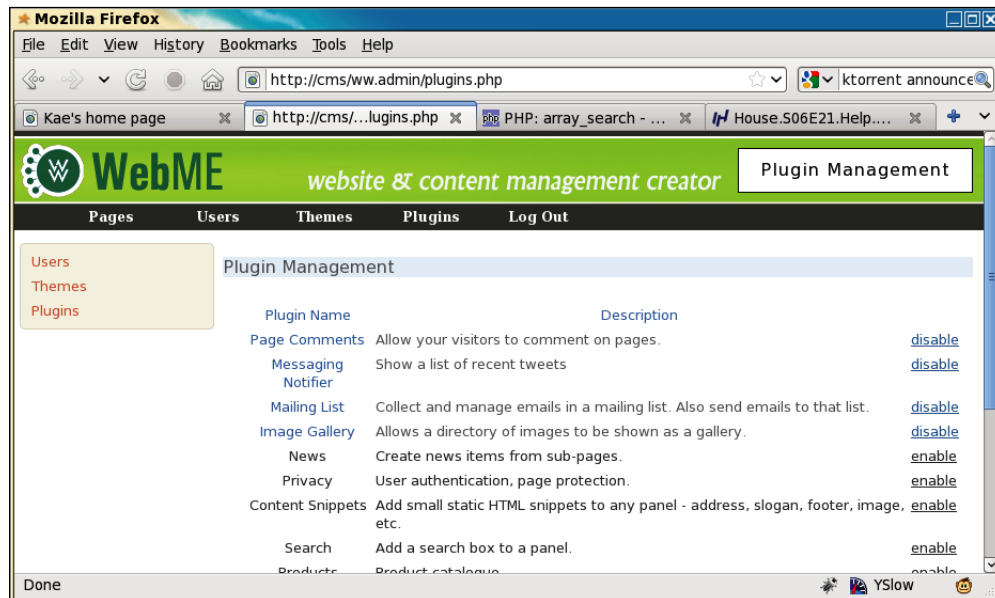 Mozilla Firefox
File Edit View History Bookmarks Tools Help
http://cms/ww.admin/plugins.php
ktorrent announce
Kae's home page
http://cms/...lugins.php
php PHP: array_search - ...
House.S06E21.Help....
W WebME
website & content management creator
Plugin Management
Pages Users Themes Plugins Log Out
Users
Themes
Plugins
Plugin Management
Plugin Name Description
Page Comments Allow your visitors to comment on pages. disable
Messaging Notifier Show a list of recent tweets disable
Mailing List Collect and manage emails in a mailing list. Also send emails to that list. disable
Image Gallery Allows a directory of images to be shown as a gallery. disable
News Create news items from sub-pages. enable
Privacy User authentication, page protection. enable
Content Snippets Add small static HTML snippets to any panel - address, slogan, footer, image, enable
etc.
Search Add a search box to a panel. enable
Products Product catalogue enable
Done YSlow